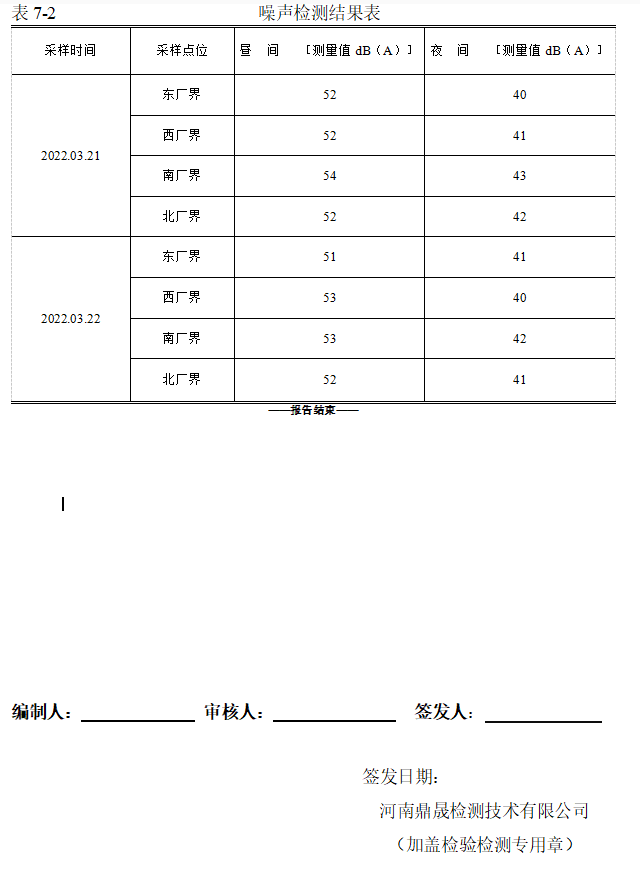 表 7-2 噪声检测结果表
采样时间 采样点位 昼 间 [测量值 dB（A）] 夜 间 [测量值 dB（A）]
2022.03.21 东厂界 52 40
西厂界 52 41
南厂界 54 43
北厂界 52 42
2022.03.22 东厂界 51 41
西厂界 53 40
南厂界 53 42
北厂界 52 41
——报告结束——
编制人： 审核人： 签发人：
签发日期：
河南鼎晟检测技术有限公司
（加盖检验检测专用章）